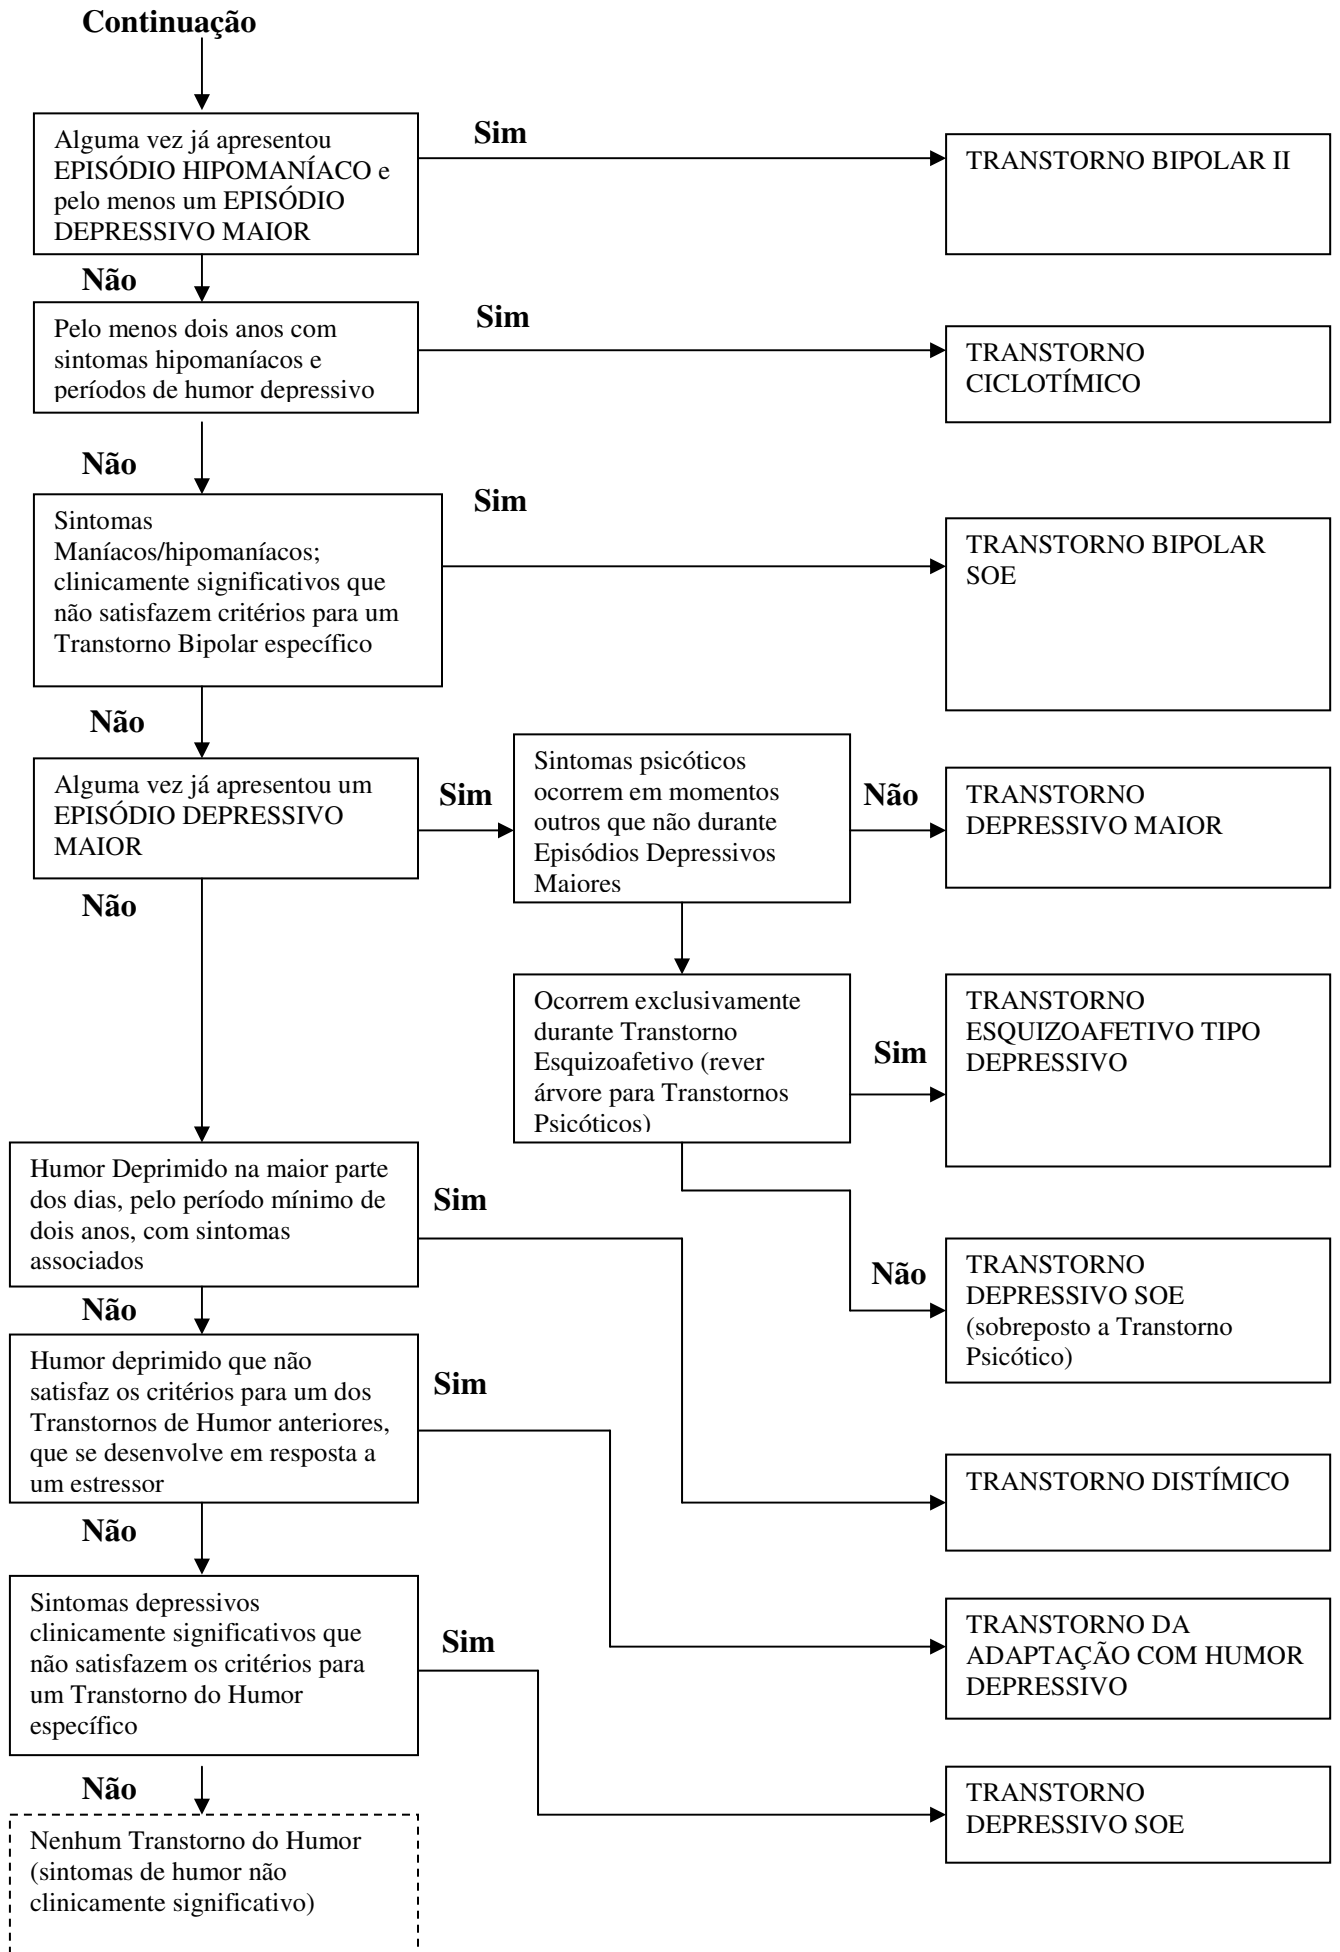 Continuação
Alguma vez já apresentou
EPISÓDIO HIPOMANÍACO e
pelo menos um EPISÓDIO
DEPRESSIVO MAIOR
Sim
TRANSTORNO BIPOLAR II
Não
Pelo menos dois anos com
sintomas hipomaníacos e
períodos de humor depressivo
Sim
TRANSTORNO
CICLOTÍMICO
Não
Sintomas
Maníacos/hipomaníacos;
clinicamente significativos que
não satisfazem critérios para um
Transtorno Bipolar específico
Sim
TRANSTORNO BIPOLAR
SOE
Não
Alguma vez já apresentou um
EPISÓDIO DEPRESSIVO
MAIOR
Sim
Sintomas psicóticos
ocorrem em momentos
outros que não durante
Episódios Depressivos
Maiores
Não
TRANSTORNO
DEPRESSIVO MAIOR
Não
Ocorrem exclusivamente
durante Transtorno
Esquizoafetivo (rever
árvore para Transtornos
Psicóticos)
Sim
TRANSTORNO
ESQUIZOAFETIVO TIPO
DEPRESSIVO
Humor Deprimido na maior parte
dos dias, pelo período mínimo de
dois anos, com sintomas
associados
Sim
Não
TRANSTORNO
DEPRESSIVO SOE
(sobreposto a Transtorno
Psicótico)
Não
Humor deprimido que não
satisfaz os critérios para um dos
Transtornos de Humor anteriores,
que se desenvolve em resposta a
um estressor
Sim
TRANSTORNO DISTÍMICO
Não
Sintomas depressivos
clinicamente significativos que
não satisfazem os critérios para
um Transtorno do Humor
específico
Sim
TRANSTORNO DA
ADAPTAÇÃO COM HUMOR
DEPRESSIVO
Não
TRANSTORNO
DEPRESSIVO SOE
Nenhum Transtorno do Humor
(sintomas de humor não
clinicamente significativo)